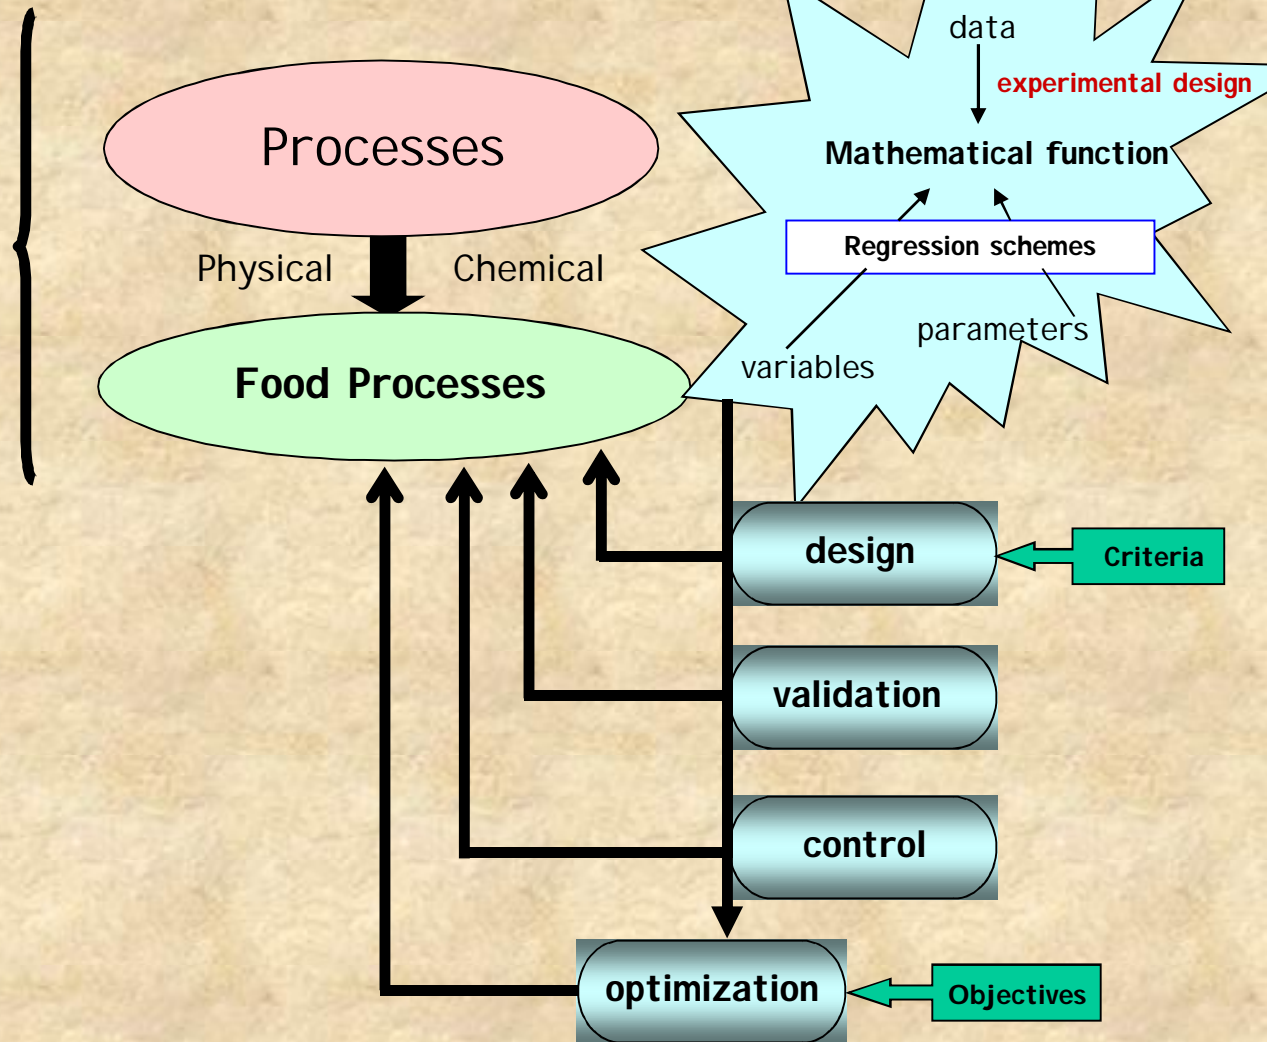 data
experimental design
Processes
Mathematical function
Regression schemes
Physical
Chemical
parameters
variables
Food Processes
design
Criteria
validation
control
optimization
Objectives